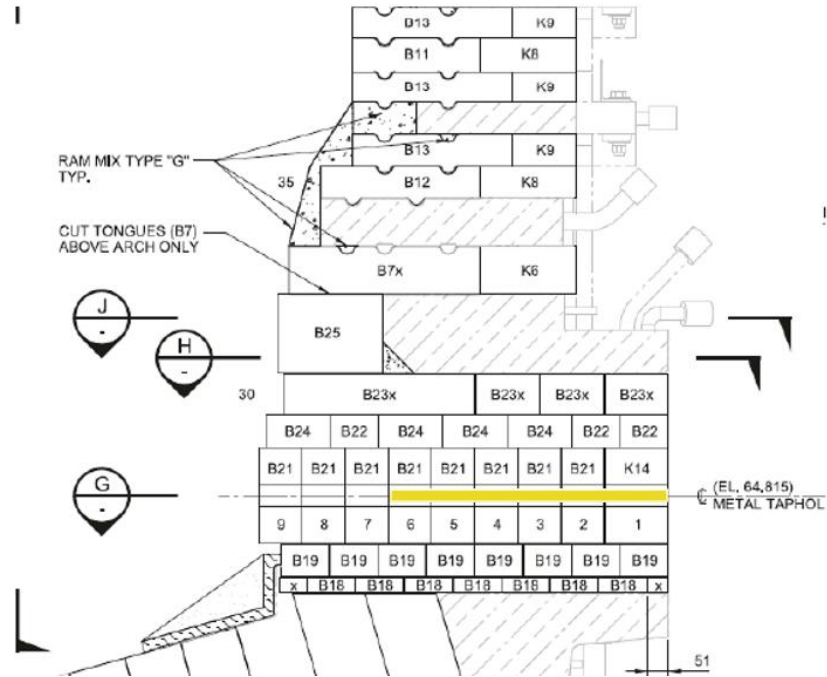 B13 K9
B11 K8
B13 K9
RAM MIX TYPE "G"
TYP.
B13 K9
35
B12 K8
CUT TONGUES (B7)
ABOVE ARCH ONLY
B7x K6
J
-
B25
H
-
30
B23x B23x B23x B23x
B24 B22 B24 B24 B24 B22 B22
B21 B21 B21 B21 B21 B21 B21 B21 K14
G
-
(EL. 64,815)
METAL TAPHOL
9 8 7 6 5 4 3 2 1
B19 B19 B19 B19 B19 B19 B19 B19
x B18 B18 B18 B18 B18 B18 B18 x
51